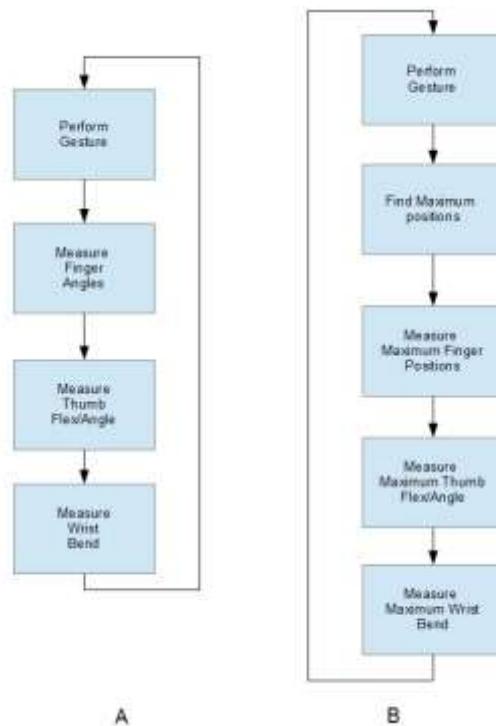 Perform
Gesture
Measure
Finger
Angles
Measure
Thumb
Flex/Angle
Measure
Wrist
Bend
A
Perform
Gesture
Find Maximum
positions
Measure
Maximum Finger
Positions
Measure
Maximum Thumb
Flex/Angle
Measure
Maximum Wrist
Bend
B